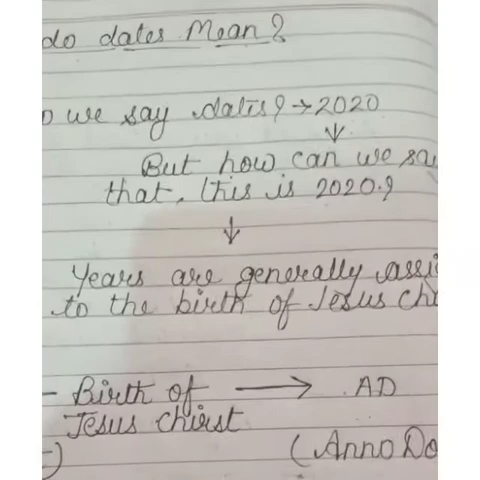 do dates Mean?
we say dates? → 2020
↓
But how can we
that, this is 2020?
↓
Years are generally
to the birth of Jesus
- Birth of → AD
Jesus chirst
(Anno